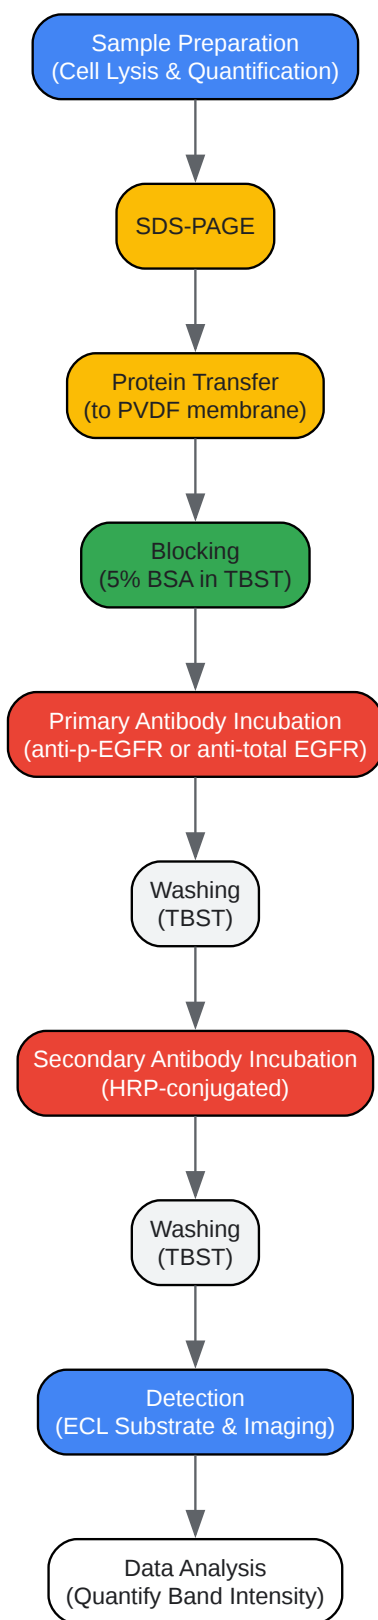 Sample Preparation
(Cell Lysis & Quantification)
SDS-PAGE
Protein Transfer
(to PVDF membrane)
Blocking
(5% BSA in TBST)
Primary Antibody Incubation
(anti-p-EGFR or anti-total EGFR)
Washing
(TBST)
Secondary Antibody Incubation
(HRP-conjugated)
Washing
(TBST)
Detection
(ECL Substrate & Imaging)
Data Analysis
(Quantify Band Intensity)